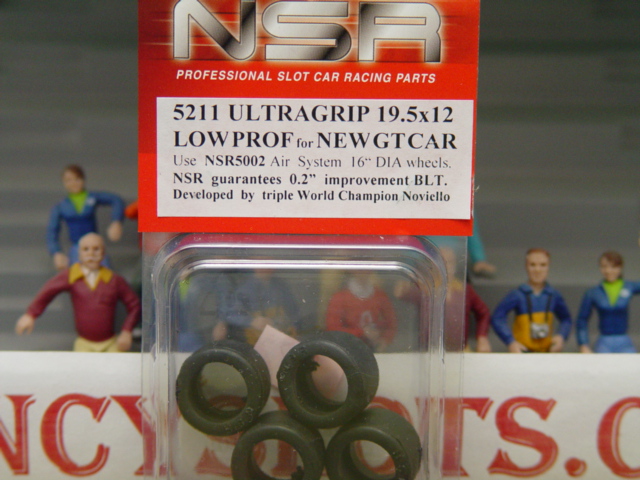 NSR
PROFESSIONAL SLOT CAR RACING PARTS
5211 ULTRAGRIP 19.5x12
LOWPROF for NEWGTCAR
Use NSR5002 Air System 16" DIA wheels.
NSR guarantees 0.2" improvement BLT.
Developed by triple World Champion Noviello
NCYSLOTS.C